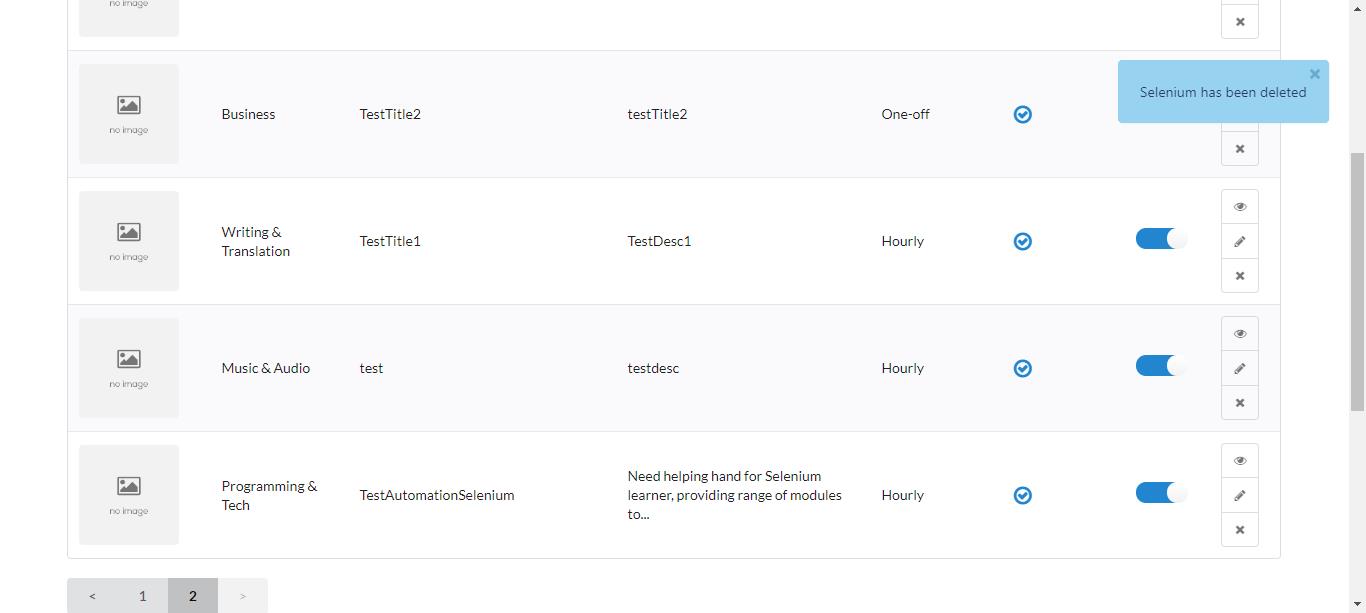 no image
Selenium has been deleted
no image
Business
TestTitle2
testTitle2
One-off
no image
Writing &
Translation
TestTitle1
TestDesc1
Hourly
no image
Music & Audio
test
testdesc
Hourly
no image
Programming &
Tech
TestAutomationSelenium
Need helping hand for Selenium
learner, providing range of modules
to...
Hourly
< 1 2 >